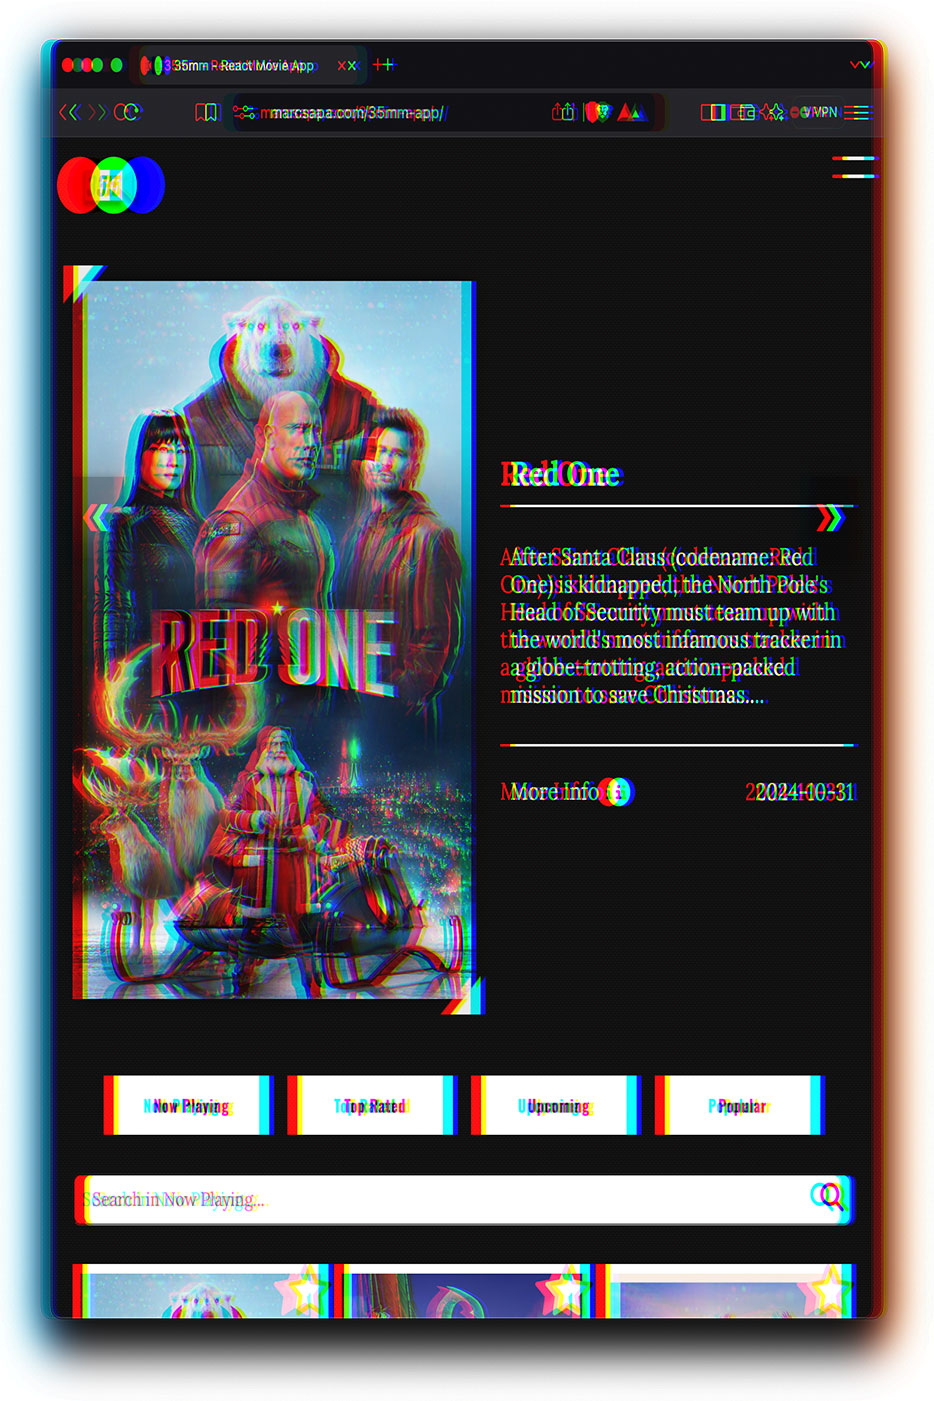 35mm - React Movie App
marcsapa.com/35mm-app/
VPN
Red One
After Santa Claus (codename: Red
One) is kidnapped, the North Pole's
Head of Security must team up with
the world's most infamous tracker in
a globe-trotting, action-packed
mission to save Christmas....
More Info
2024-10-31
RED ONE
Now Playing
Top Rated
Upcoming
Popular
Search in Now Playing...